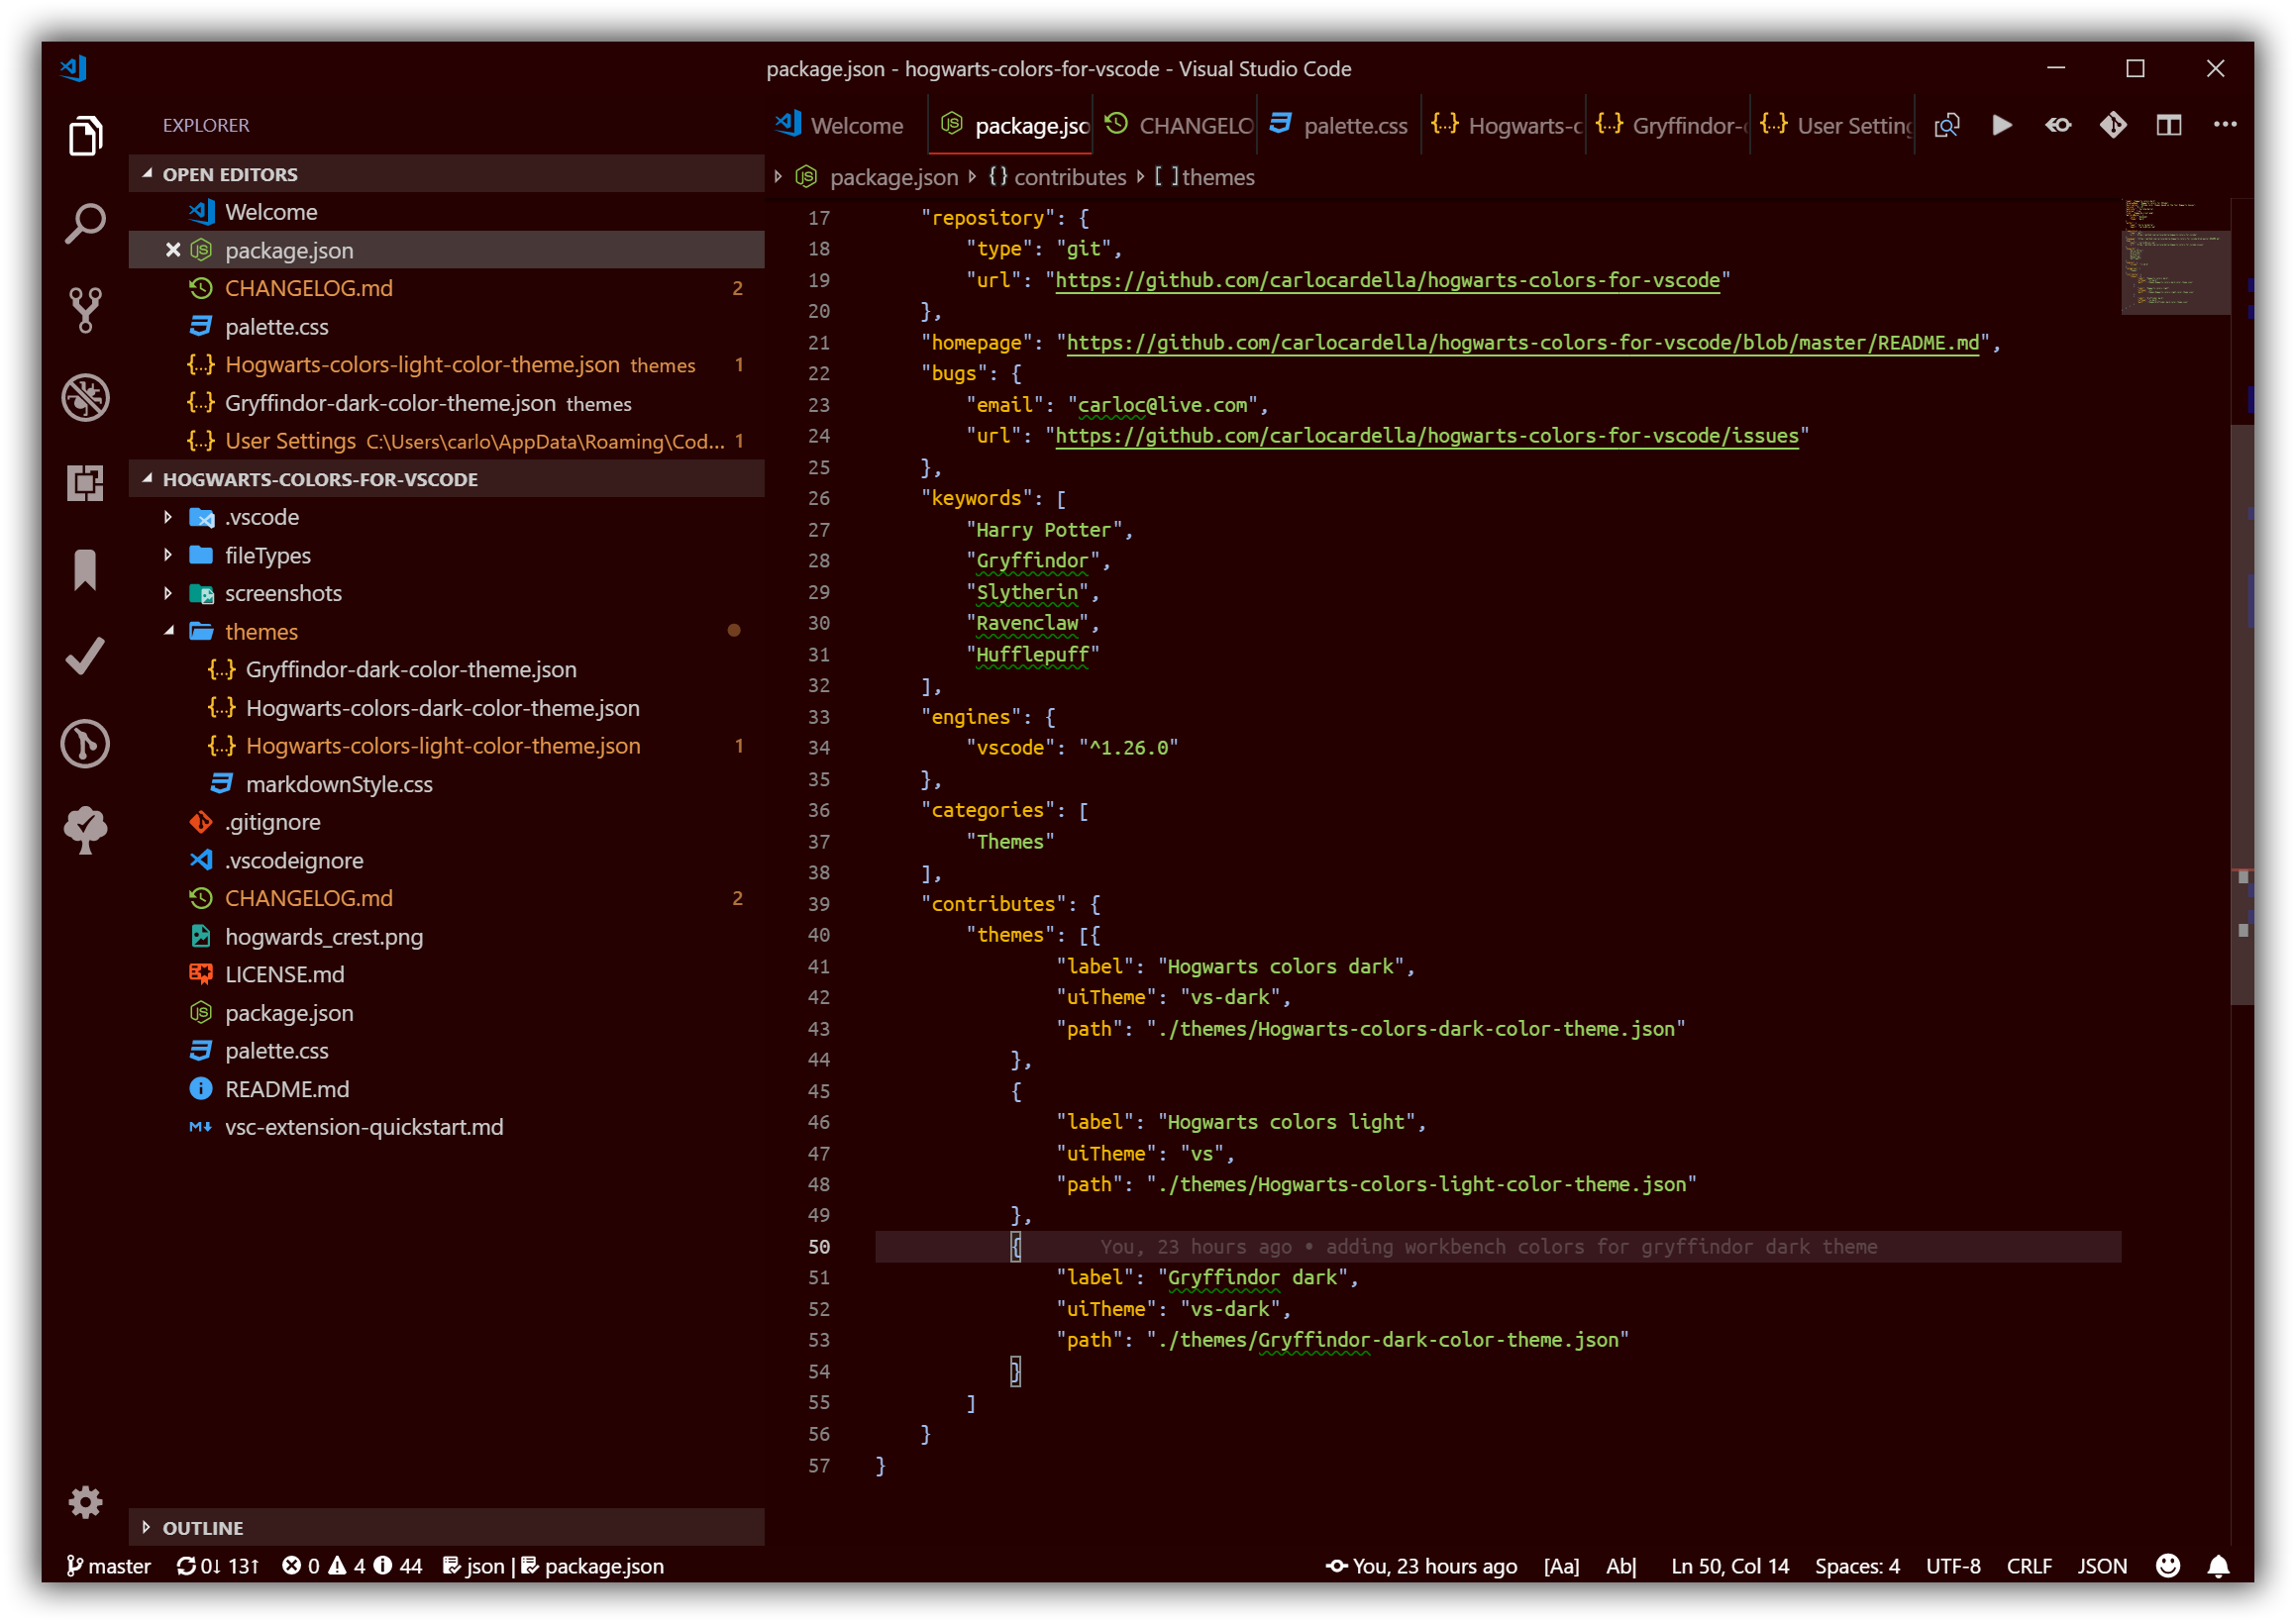 package.json - hogwarts-colors-for-vscode - Visual Studio Code
EXPLORER
OPEN EDITORS
Welcome
package.json
CHANGELOG.md 2
palette.css
Hogwarts-colors-light-color-theme.json themes 1
Gryffindor-dark-color-theme.json themes
User Settings C:\Users\carlo\AppData\Roaming\Cod... 1
HOGWARTS-COLORS-FOR-VSCODE
.vscode
fileTypes
screenshots
themes
Gryffindor-dark-color-theme.json
Hogwarts-colors-dark-color-theme.json
Hogwarts-colors-light-color-theme.json 1
markdownStyle.css
.gitignore
.vscodeignore
CHANGELOG.md 2
hogwards_crest.png
LICENSE.md
package.json
palette.css
README.md
vsc-extension-quickstart.md
OUTLINE
Welcome package.jso CHANGELO palette.css Hogwarts-c Gryffindor- User Setting
package.json {} contributes [ ] themes
17 "repository": {
18 "type": "git",
19 "url": "https://github.com/carlocardella/hogwarts-colors-for-vscode"
20 },
21 "homepage": "https://github.com/carlocardella/hogwarts-colors-for-vscode/blob/master/README.md",
22 "bugs": {
23 "email": "carloc@live.com",
24 "url": "https://github.com/carlocardella/hogwarts-colors-for-vscode/issues"
25 },
26 "keywords": [
27 "Harry Potter",
28 "Gryffindor",
29 "Slytherin",
30 "Ravenclaw",
31 "Hufflepuff"
32 ],
33 "engines": {
34 "vscode": "^1.26.0"
35 },
36 "categories": [
37 "Themes"
38 ],
39 "contributes": {
40 "themes": [{
41 "label": "Hogwarts colors dark",
42 "uiTheme": "vs-dark",
43 "path": "./themes/Hogwarts-colors-dark-color-theme.json"
44 },
45 {
46 "label": "Hogwarts colors light",
47 "uiTheme": "vs",
48 "path": "./themes/Hogwarts-colors-light-color-theme.json"
49 },
50 { You, 23 hours ago • adding workbench colors for gryffindor dark theme
51 "label": "Gryffindor dark",
52 "uiTheme": "vs-dark",
53 "path": "./themes/Gryffindor-dark-color-theme.json"
54 }
55 ]
56 }
57 }
master 0↓ 13↑ 0 4 44 json | package.json You, 23 hours ago [Aa] Ab| Ln 50, Col 14 Spaces: 4 UTF-8 CRLF JSON